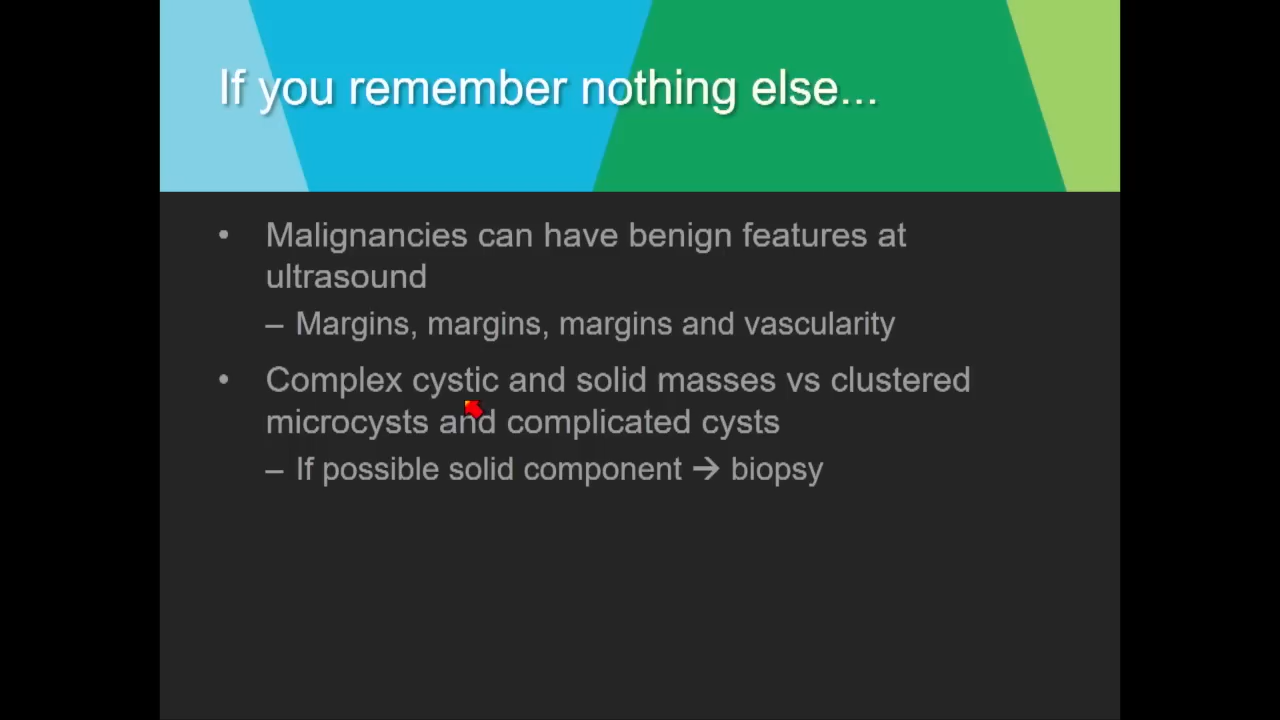 If you remember nothing else...
• Malignancies can have benign features at
ultrasound
– Margins, margins, margins and vascularity
• Complex cystic and solid masses vs clustered
microcysts and complicated cysts
– If possible solid component → biopsy